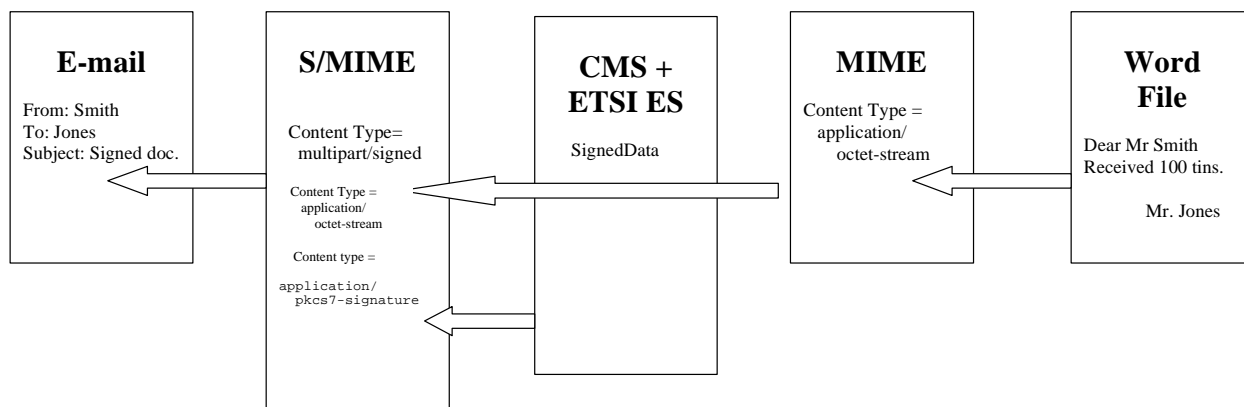 E-mail
From: Smith
To: Jones
Subject: Signed doc.
S/MIME
Content Type=
multipart/signed
Content Type =
application/
octet-stream
Content type =
application/
pkcs7-signature
CMS +
ETSI ES
SignedData
MIME
Content Type =
application/
octet-stream
Word
File
Dear Mr Smith
Received 100 tins.
Mr. Jones